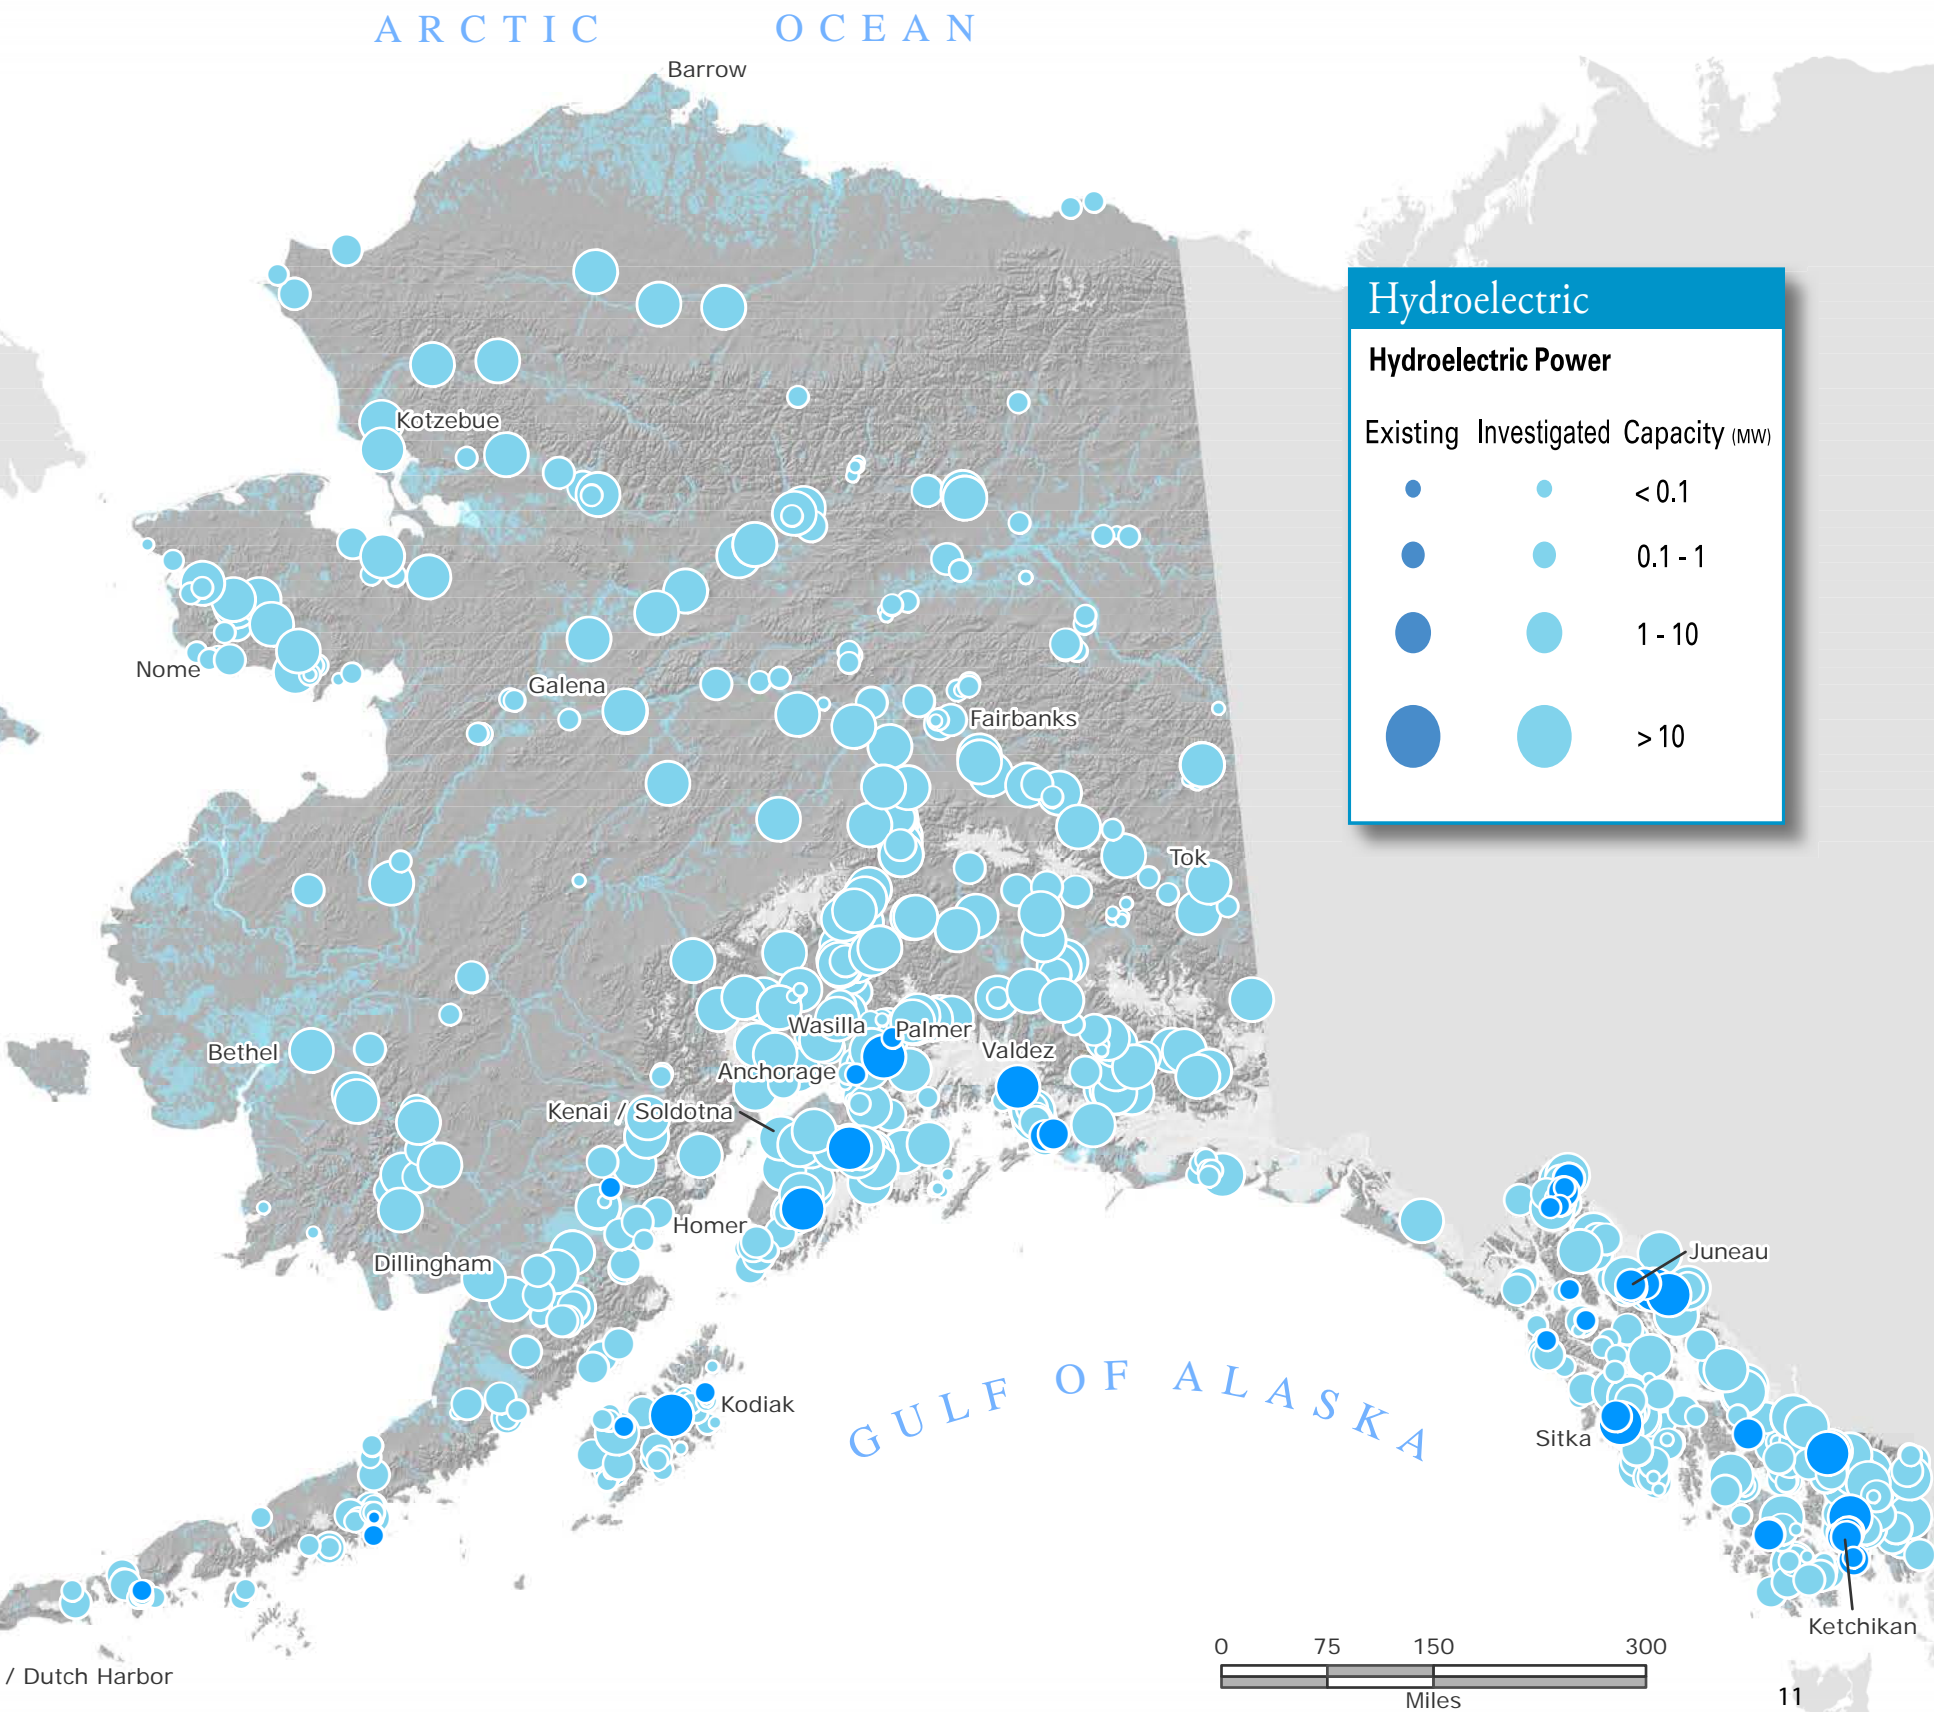 ARCTIC OCEAN
Barrow
Hydroelectric
Hydroelectric Power
Existing Investigated Capacity (MW)
< 0.1
0.1 - 1
1 - 10
> 10
Kotzebue
Nome
Galena
Fairbanks
Tok
Bethel
Wasilla
Palmer
Valdez
Anchorage
Kenai / Soldotna
Homer
Dillingham
Juneau
GULF OF ALASKA
Kodiak
Sitka
Ketchikan
/ Dutch Harbor
0 75 150 300
Miles
11